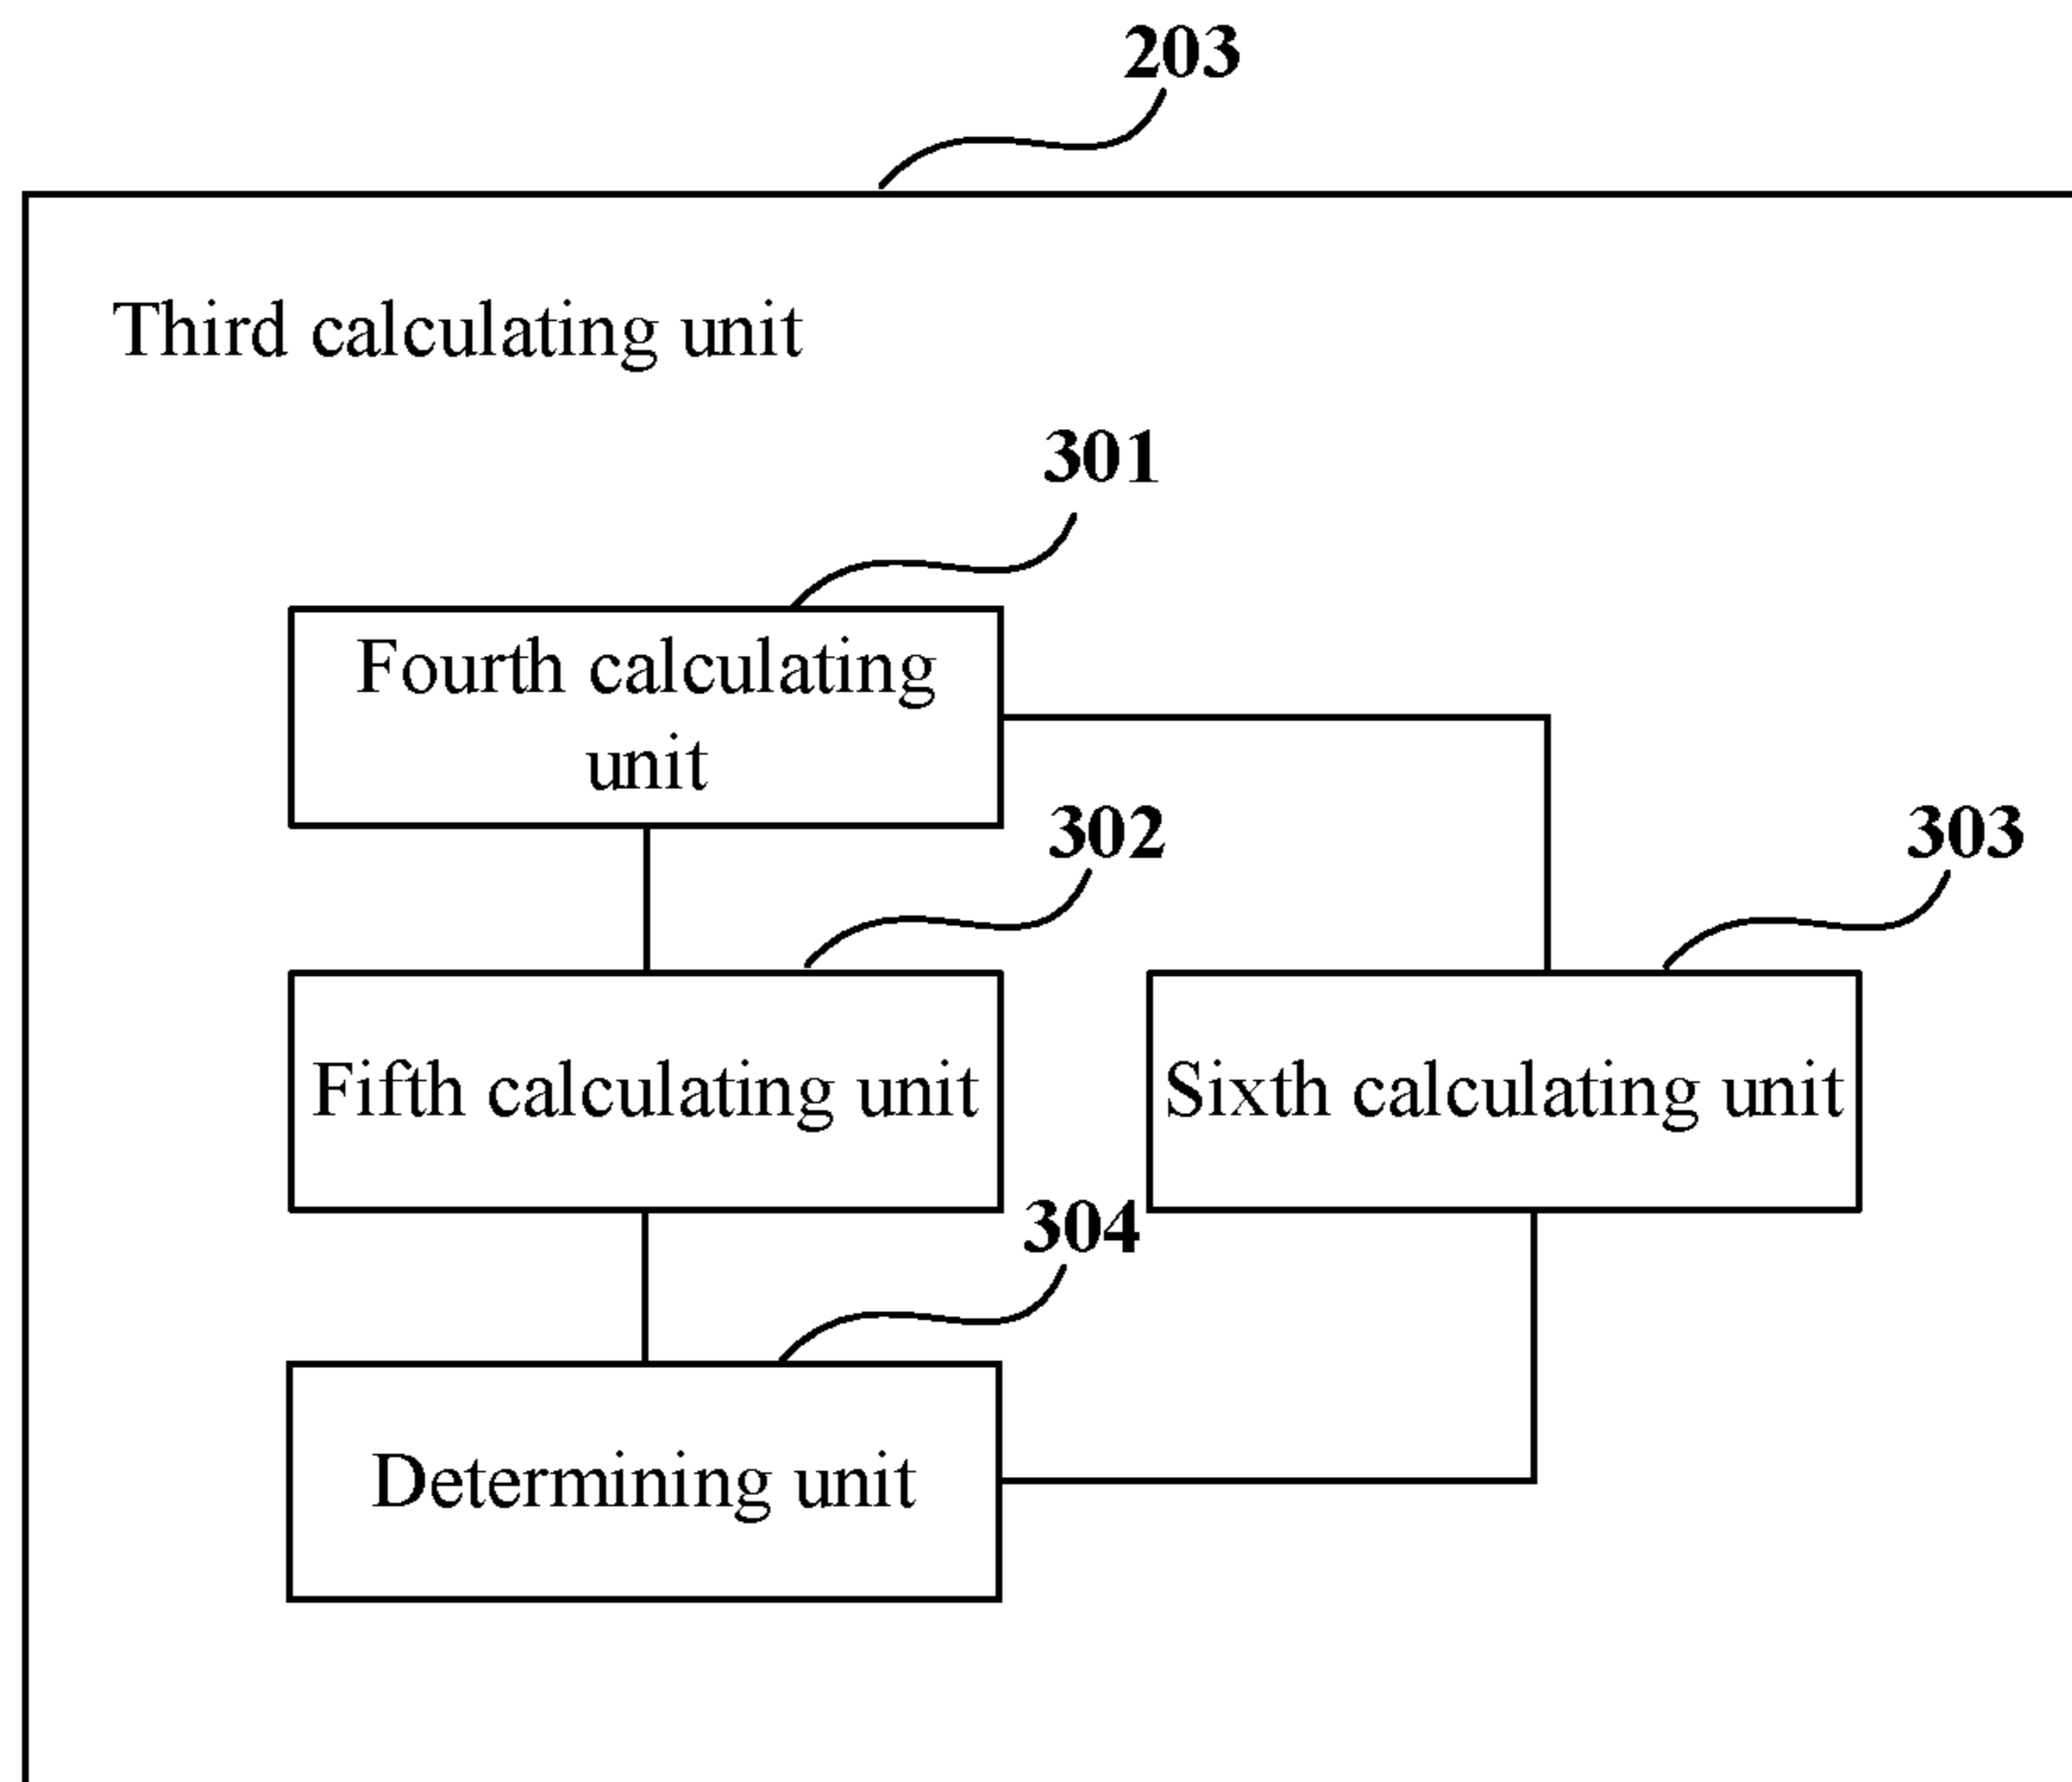 203
Third calculating unit
301
Fourth calculating
unit
302
303
Fifth calculating unit
Sixth calculating unit
304
Determining unit